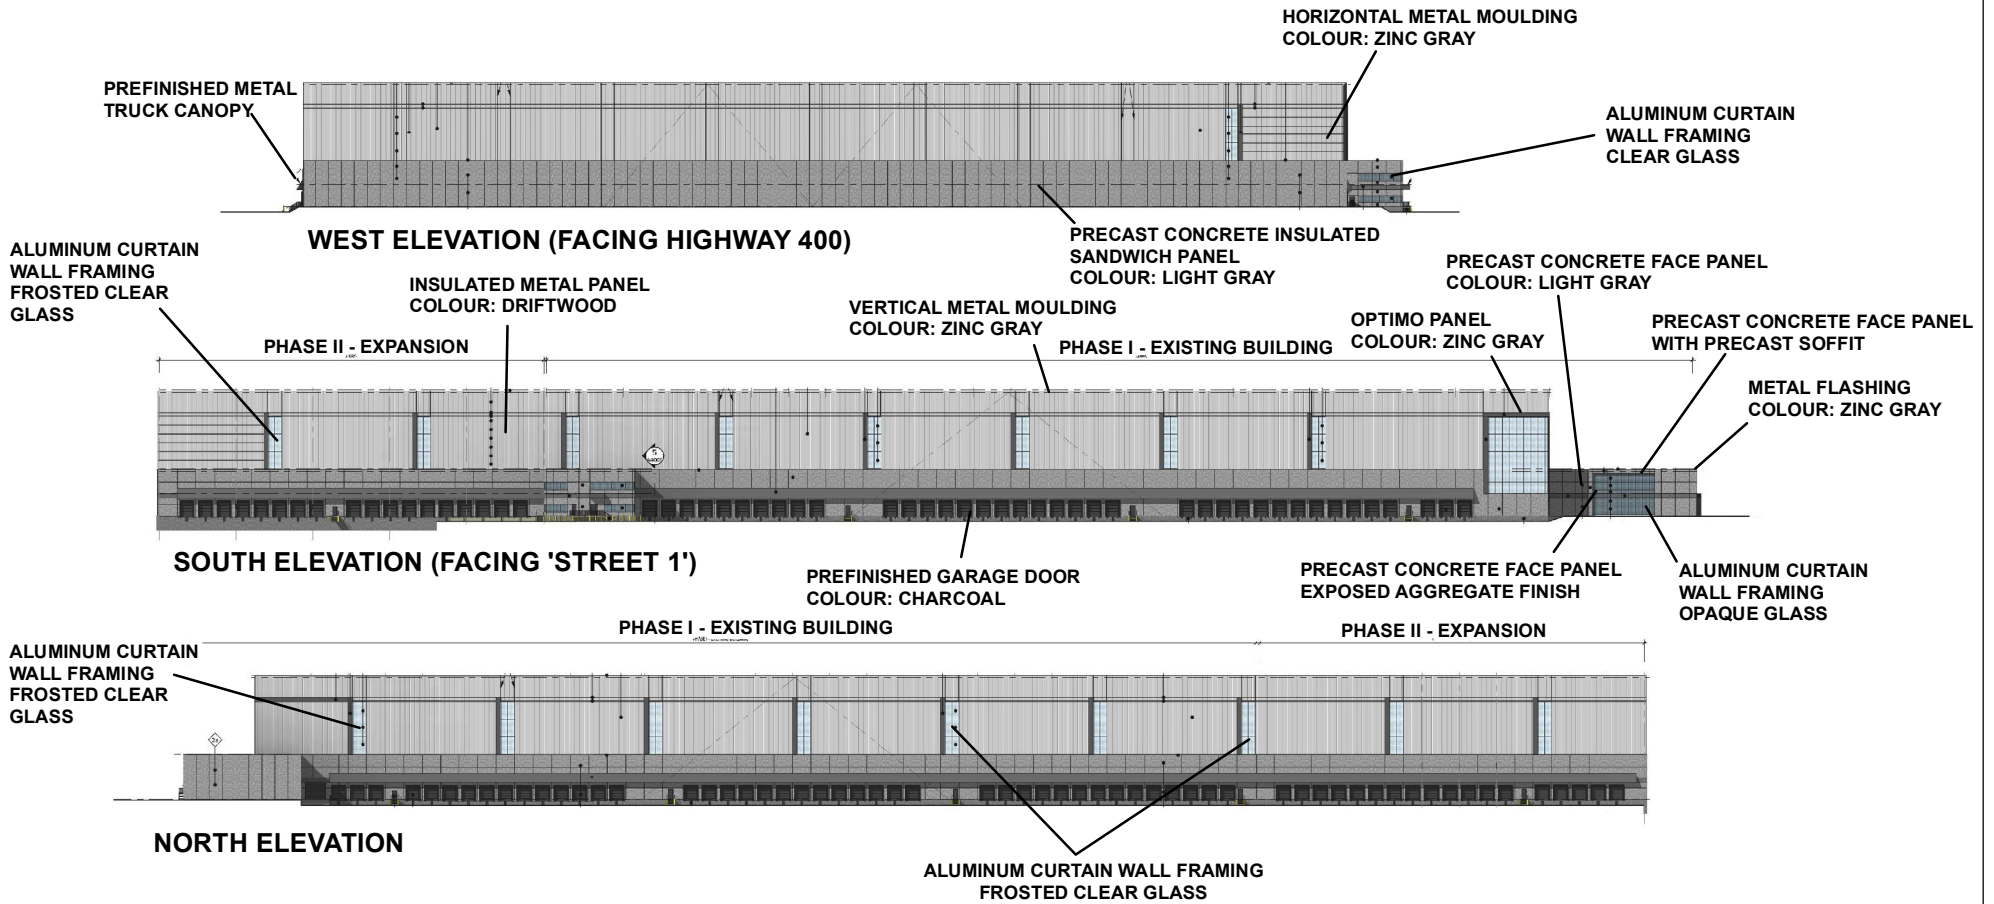 HORIZONTAL METAL MOULDING
COLOUR: ZINC GRAY
PREFINISHED METAL
TRUCK CANOPY
ALUMINUM CURTAIN
WALL FRAMING
CLEAR GLASS
WEST ELEVATION (FACING HIGHWAY 400)
PRECAST CONCRETE INSULATED
SANDWICH PANEL
COLOUR: LIGHT GRAY
ALUMINUM CURTAIN
WALL FRAMING
FROSTED CLEAR
GLASS
INSULATED METAL PANEL
COLOUR: DRIFTWOOD
VERTICAL METAL MOULDING
COLOUR: ZINC GRAY
PRECAST CONCRETE FACE PANEL
COLOUR: LIGHT GRAY
OPTIMO PANEL
COLOUR: ZINC GRAY
PRECAST CONCRETE FACE PANEL
WITH PRECAST SOFFIT
METAL FLASHING
COLOUR: ZINC GRAY
PHASE II - EXPANSION
PHASE I - EXISTING BUILDING
5
SOUTH ELEVATION (FACING 'STREET 1')
PREFINISHED GARAGE DOOR
COLOUR: CHARCOAL
PRECAST CONCRETE FACE PANEL
EXPOSED AGGREGATE FINISH
ALUMINUM CURTAIN
WALL FRAMING
OPAQUE GLASS
PHASE I - EXISTING BUILDING
PHASE II - EXPANSION
ALUMINUM CURTAIN
WALL FRAMING
FROSTED CLEAR
GLASS
NORTH ELEVATION
ALUMINUM CURTAIN WALL FRAMING
FROSTED CLEAR GLASS